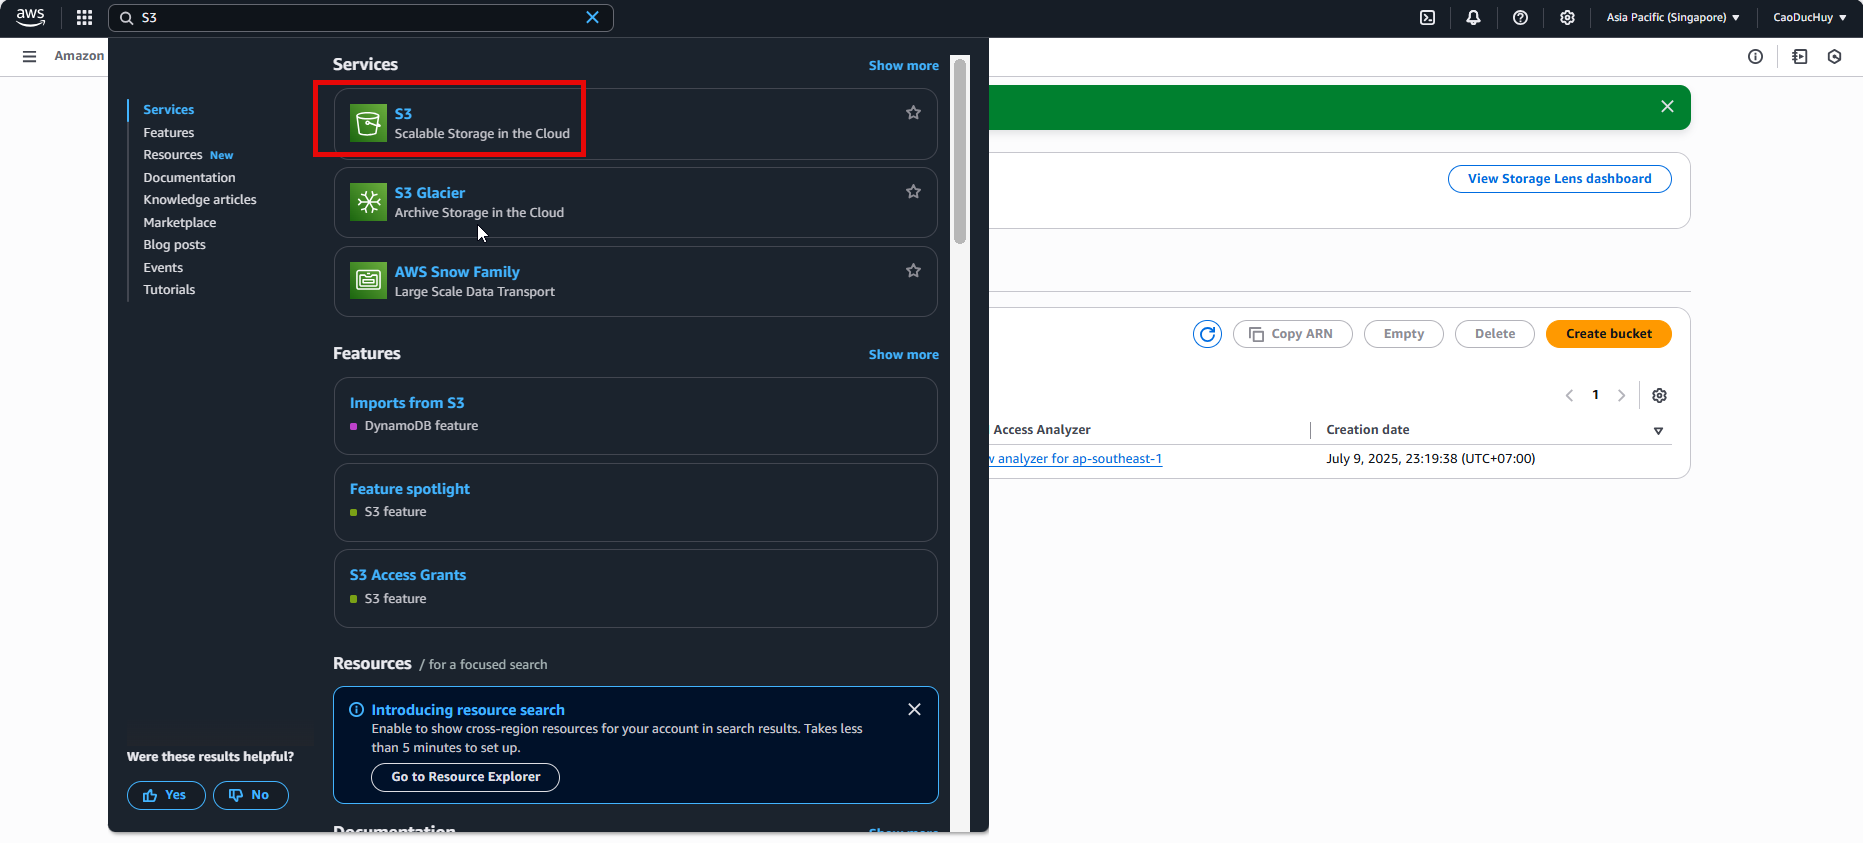 aws
S3
Asia Pacific (Singapore)
CaoDucHuy
Amazon
Services
Features
Resources New
Documentation
Knowledge articles
Marketplace
Blog posts
Events
Tutorials
Were these results helpful?
Yes
No
Services
Show more
S3
Scalable Storage in the Cloud
S3 Glacier
Archive Storage in the Cloud
AWS Snow Family
Large Scale Data Transport
Features
Show more
Imports from S3
DynamoDB feature
Feature spotlight
S3 feature
S3 Access Grants
S3 feature
Resources / for a focused search
Introducing resource search
Enable to show cross-region resources for your account in search results. Takes less
than 5 minutes to set up.
Go to Resource Explorer
Documentation
Show more
View Storage Lens dashboard
Copy ARN
Empty
Delete
Create bucket
1
Access Analyzer
Creation date
analyzer for ap-southeast-1
July 9, 2025, 23:19:38 (UTC+07:00)